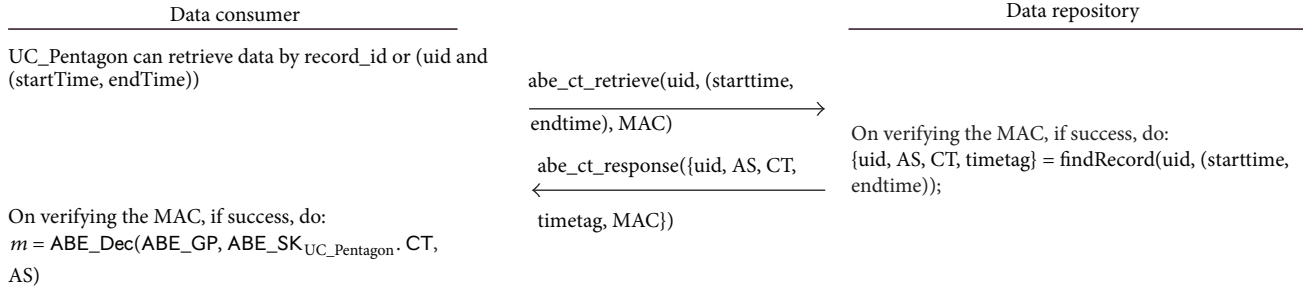 Data consumer
Data repository
UC_Pentagon can retrieve data by record_id or (uid and
(startTime, endTime))
abe_ct_retrieve(uid, (starttime,
endtime), MAC)
On verifying the MAC, if success, do:
{uid, AS, CT, timetag} = findRecord(uid, (starttime,
endtime));
abe_ct_response({uid, AS, CT,
timetag, MAC})
On verifying the MAC, if success, do:
m = ABE_Dec(ABE_GP, ABE_SK_UC_Pentagon. CT,
AS)